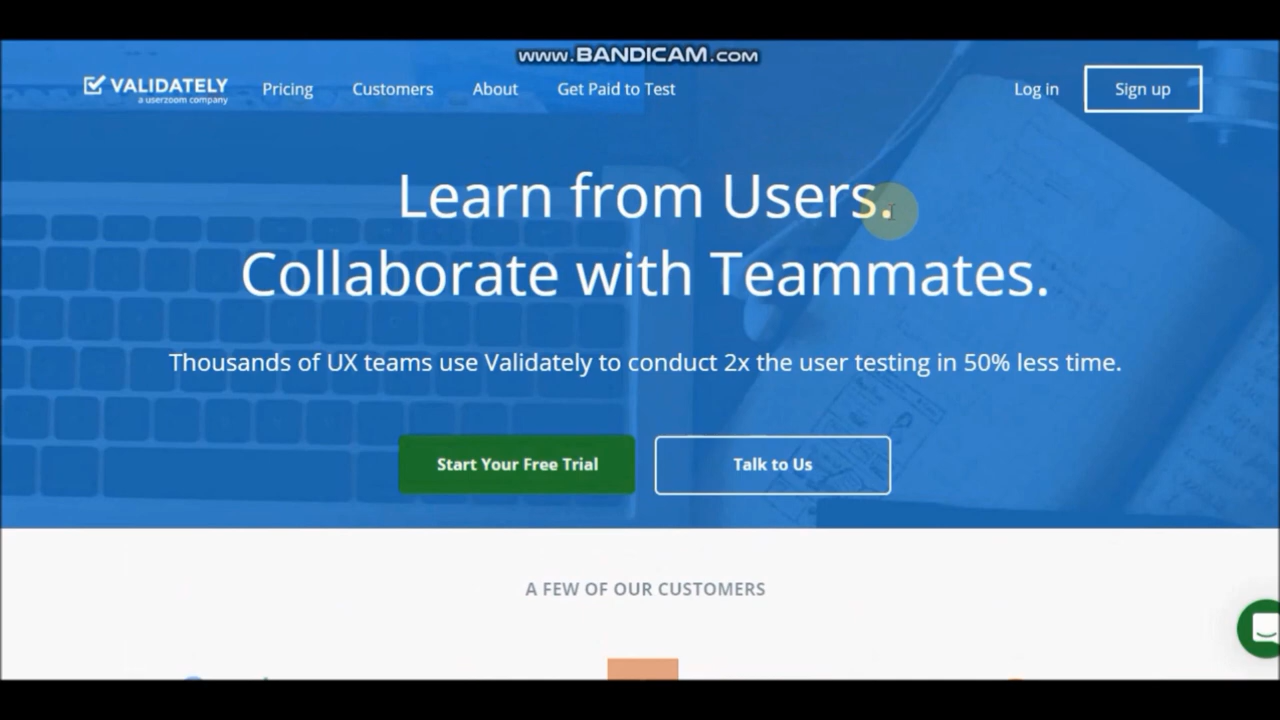 www.BANDICAM.com
VALIDATELY
a userzoom company
Pricing
Customers
About
Get Paid to Test
Log in
Sign up
Learn from Users.
Collaborate with Teammates.
Thousands of UX teams use Validately to conduct 2x the user testing in 50% less time.
Start Your Free Trial
Talk to Us
A FEW OF OUR CUSTOMERS